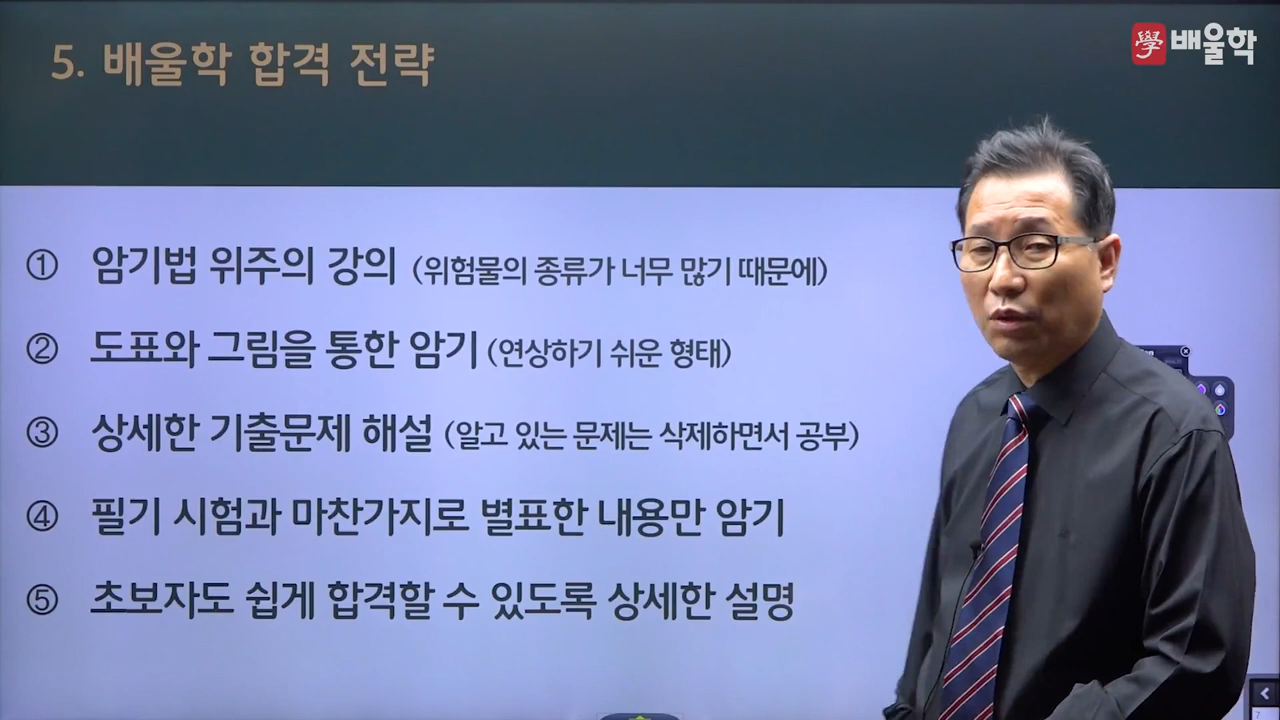 5. 배울학 합격 전략
學 배울학
① 암기법 위주의 강의 (위험물의 종류가 너무 많기 때문에)
② 도표와 그림을 통한 암기 (연상하기 쉬운 형태)
③ 상세한 기출문제 해설 (알고 있는 문제는 삭제하면서 공부)
④ 필기 시험과 마찬가지로 별표한 내용만 암기
⑤ 초보자도 쉽게 합격할 수 있도록 상세한 설명